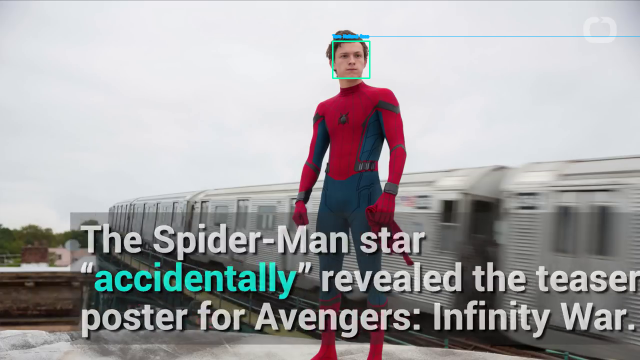 The Spider-Man star
“accidentally” revealed the teaser
poster for Avengers: Infinity War.